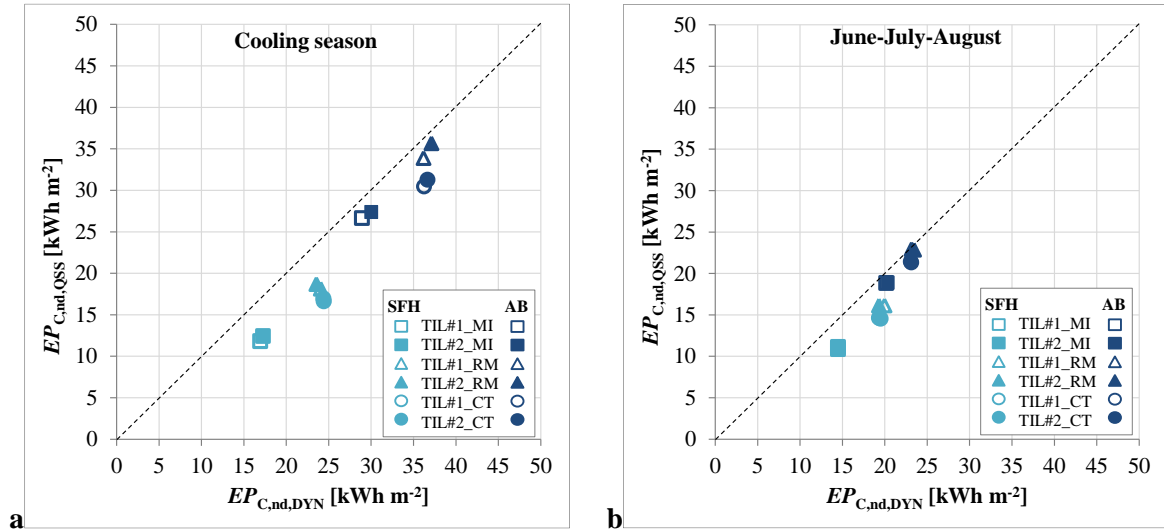 Cooling season
50
45
40
35
30
25
20
15
10
5
0
EP_C,nd,QSS [kWh m-2]
SFH AB
TIL#1_MI
TIL#2_MI
TIL#1_RM
TIL#2_RM
TIL#1_CT
TIL#2_CT
0 5 10 15 20 25 30 35 40 45 50
EP_C,nd,DYN [kWh m-2]
a
June-July-August
50
45
40
35
30
25
20
15
10
5
0
EP_C,nd,QSS [kWh m-2]
SFH AB
TIL#1_MI
TIL#2_MI
TIL#1_RM
TIL#2_RM
TIL#1_CT
TIL#2_CT
0 5 10 15 20 25 30 35 40 45 50
EP_C,nd,DYN [kWh m-2]
b